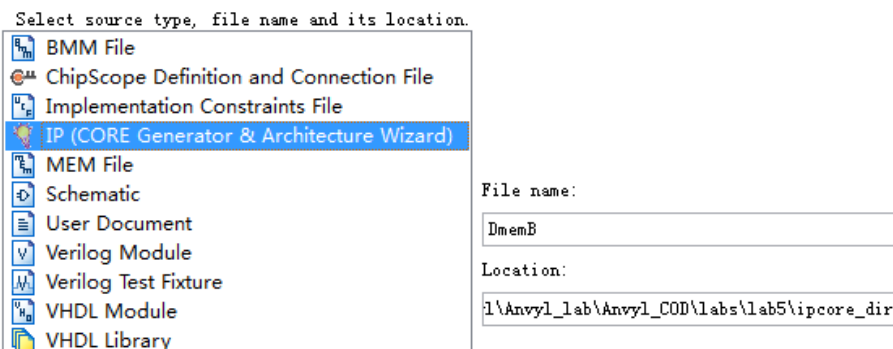 Select source type, file name and its location.
BMM File
ChipScope Definition and Connection File
Implementation Constraints File
IP (CORE Generator & Architecture Wizard)
MEM File
Schematic
User Document
Verilog Module
Verilog Test Fixture
VHDL Module
VHDL Library
File name:
DmemB
Location:
l\Anvyl_lab\Anvyl_COD\labs\lab5\ipcore_dir